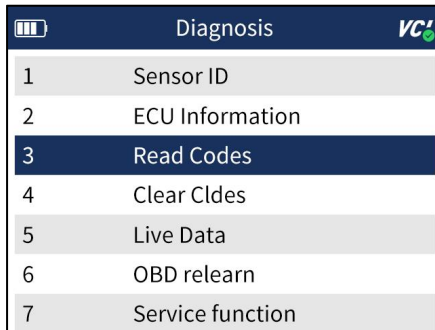 Diagnosis VCI
1 Sensor ID
2 ECU Information
3 Read Codes
4 Clear Cldes
5 Live Data
6 OBD relearn
7 Service function